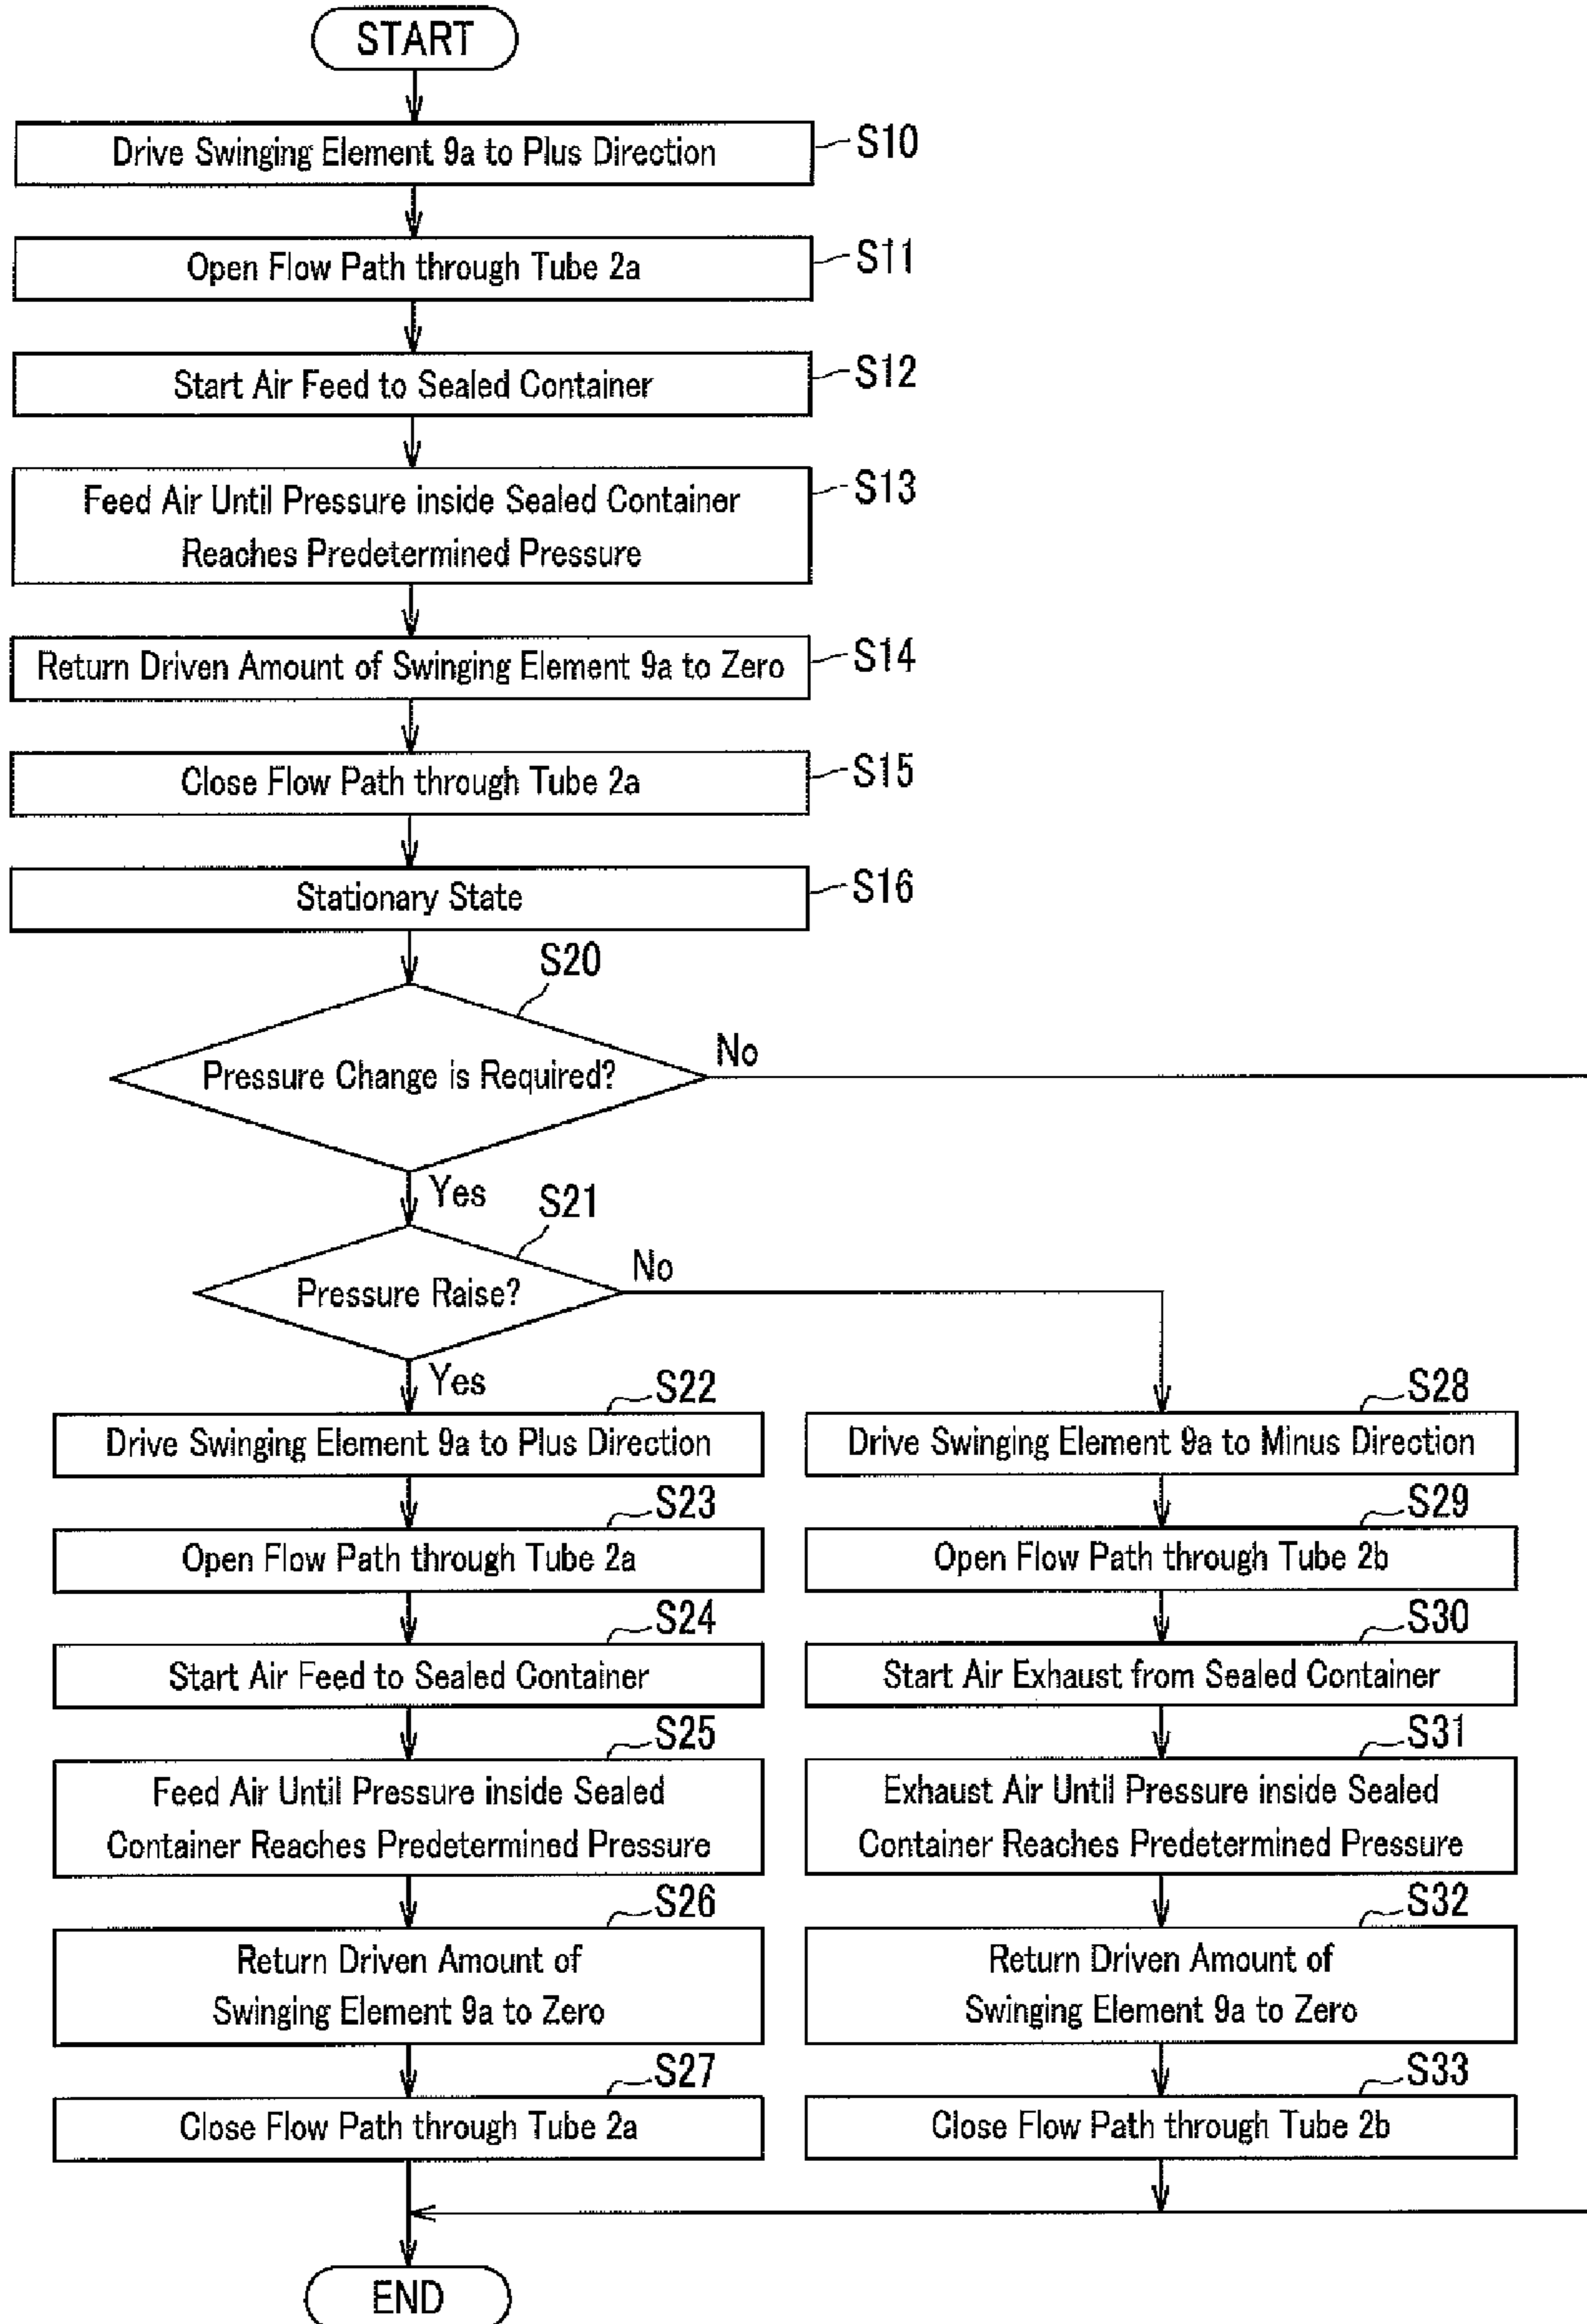 START
Drive Swinging Element 9a to Plus Direction
S10
Open Flow Path through Tube 2a
S11
Start Air Feed to Sealed Container
S12
Feed Air Until Pressure inside Sealed Container
Reaches Predetermined Pressure
S13
Return Driven Amount of Swinging Element 9a to Zero
S14
Close Flow Path through Tube 2a
S15
Stationary State
S16
S20
Pressure Change is Required?
No
Yes
S21
Pressure Raise?
No
Yes
S22
Drive Swinging Element 9a to Plus Direction
S23
Open Flow Path through Tube 2a
S24
Start Air Feed to Sealed Container
S25
Feed Air Until Pressure inside Sealed
Container Reaches Predetermined Pressure
S26
Return Driven Amount of
Swinging Element 9a to Zero
S27
Close Flow Path through Tube 2a
S28
Drive Swinging Element 9a to Minus Direction
S29
Open Flow Path through Tube 2b
S30
Start Air Exhaust from Sealed Container
S31
Exhaust Air Until Pressure inside Sealed
Container Reaches Predetermined Pressure
S32
Return Driven Amount of
Swinging Element 9a to Zero
S33
Close Flow Path through Tube 2b
END